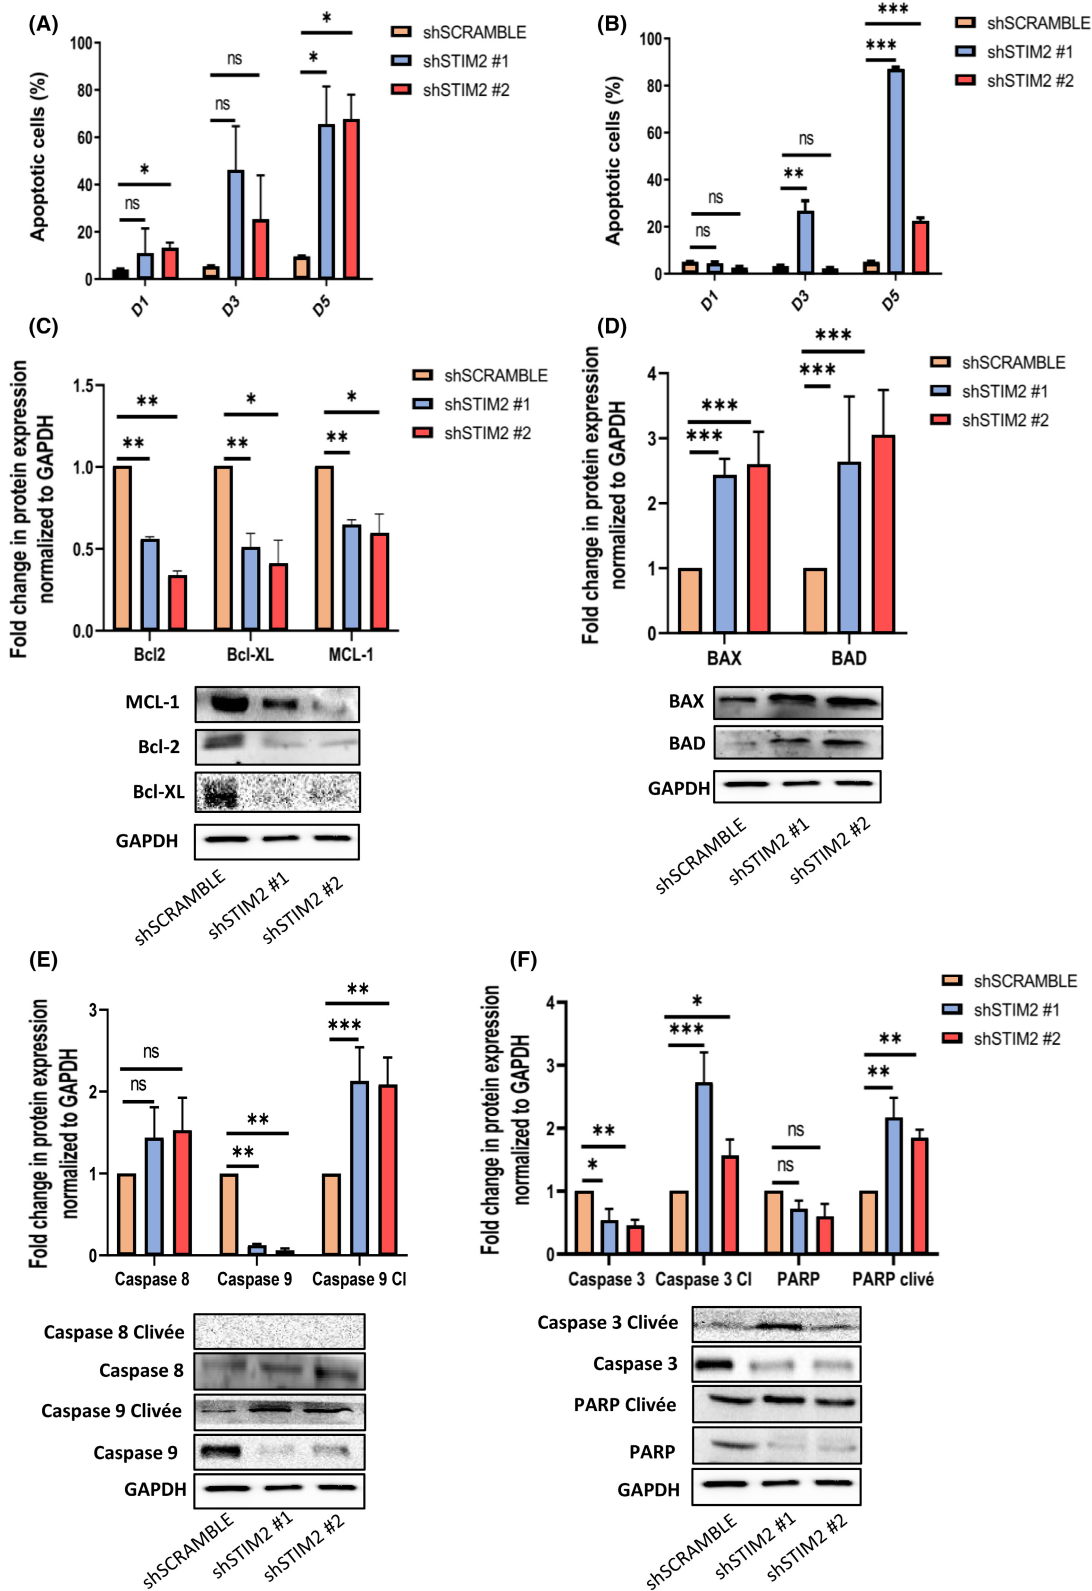 (A)
shSCRAMBLE
shSTIM2 #1
shSTIM2 #2
Apoptotic cells (%)
100
80
60
40
20
0
ns
*
ns
ns
*
*
D1
D3
D5
(B)
shSCRAMBLE
shSTIM2 #1
shSTIM2 #2
Apoptotic cells (%)
100
80
60
40
20
0
ns
ns
**
ns
***
***
D1
D3
D5
(C)
shSCRAMBLE
shSTIM2 #1
shSTIM2 #2
Fold change in protein expression
normalized to GAPDH
1.5
1.0
0.5
0.0
**
**
**
*
**
*
Bcl2
Bcl-XL
MCL-1
MCL-1
Bcl-2
Bcl-XL
GAPDH
shSCRAMBLE
shSTIM2 #1
shSTIM2 #2
(D)
shSCRAMBLE
shSTIM2 #1
shSTIM2 #2
Fold change in protein expression
normalized to GAPDH
4
3
2
1
0
***
***
***
***
BAX
BAD
BAX
BAD
GAPDH
shSCRAMBLE
shSTIM2 #1
shSTIM2 #2
(E)
Fold change in protein expression
normalized to GAPDH
3
2
1
0
ns
ns
**
**
***
**
Caspase 8
Caspase 9
Caspase 9 Cl
Caspase 8 Clivée
Caspase 8
Caspase 9 Clivée
Caspase 9
GAPDH
shSCRAMBLE
shSTIM2 #1
shSTIM2 #2
(F)
shSCRAMBLE
shSTIM2 #1
shSTIM2 #2
Fold change in protein expression
normalized to GAPDH
4
3
2
1
0
*
**
***
*
ns
ns
**
**
Caspase 3
Caspase 3 Cl
PARP
PARP clivé
Caspase 3 Clivée
Caspase 3
PARP Clivée
PARP
GAPDH
shSCRAMBLE
shSTIM2 #1
shSTIM2 #2